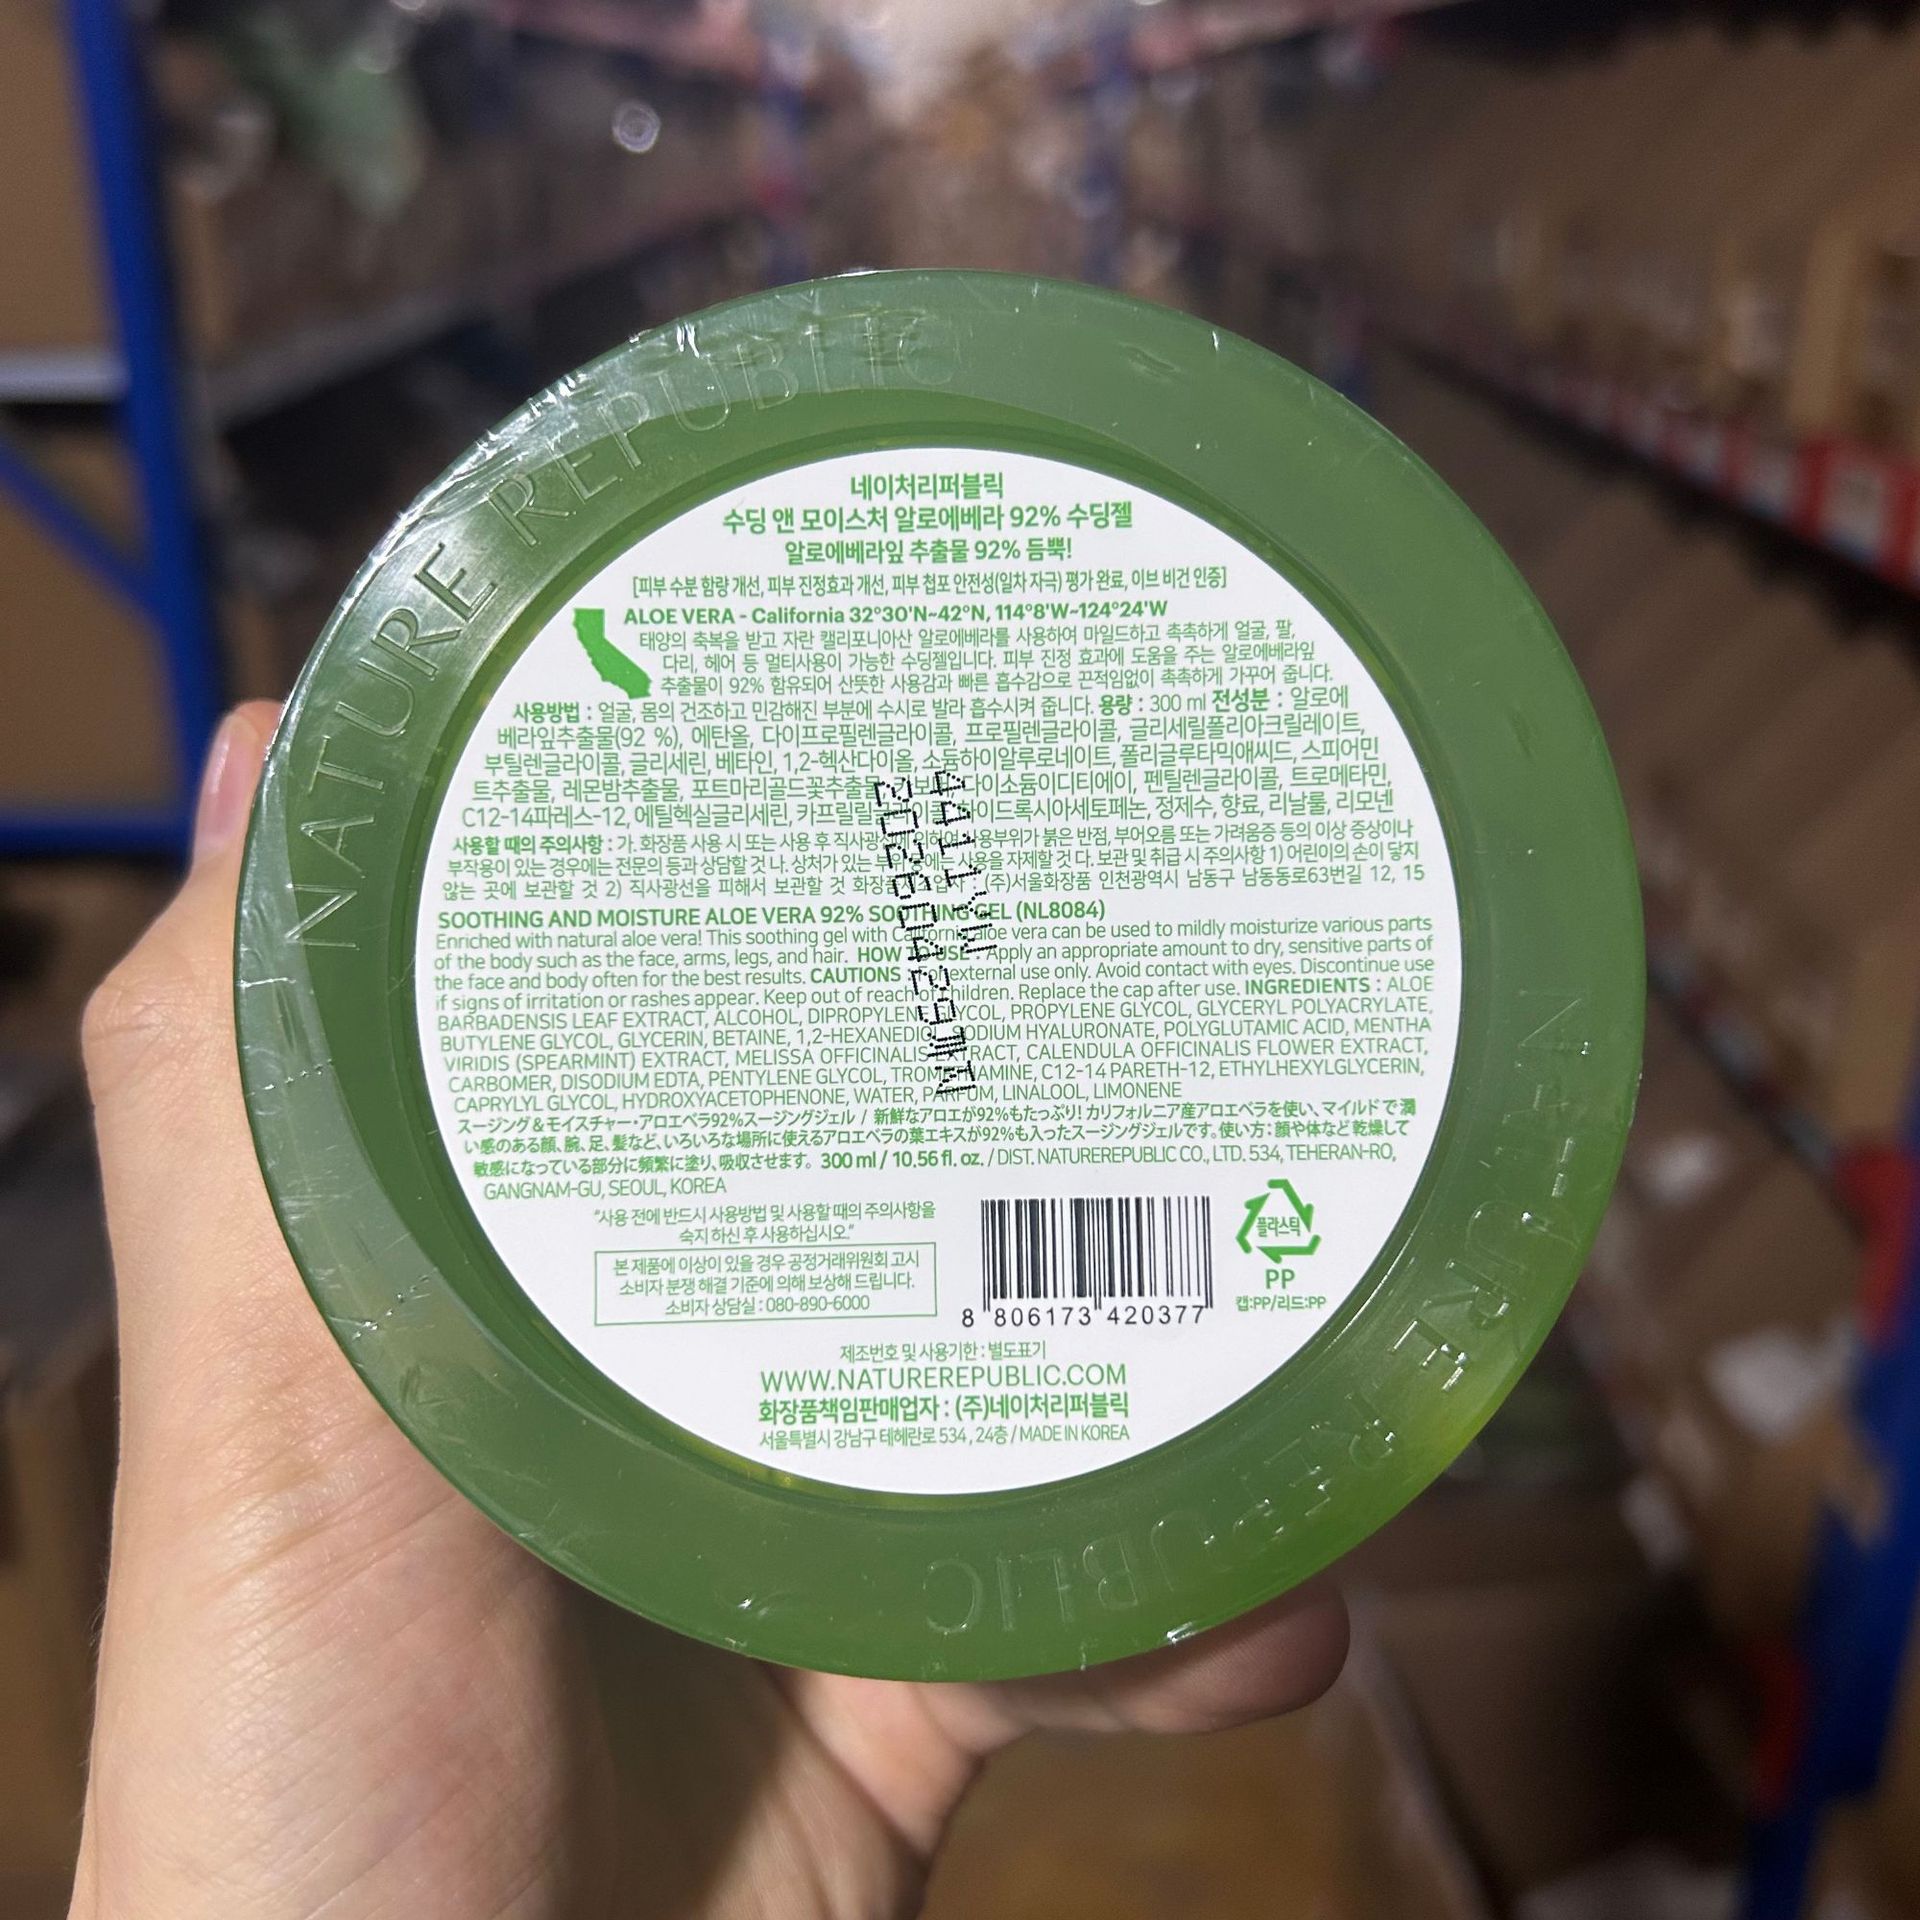 NATURE REPUBLIC
네이처리퍼블릭
수딩 앤 모이스처 알로에베라 92% 수딩젤
알로에베라잎 추출물 92% 듬뿍!
[피부 수분 함량 개선, 피부 진정효과 개선, 피부 첩포 안전성(일차 자극) 평가 완료, 이브 비건 인증]
ALOE VERA - California 32°30'N~42°N, 114°8'W~124°24'W
태양의 축복을 받고 자란 캘리포니아산 알로에베라를 사용하여 마일드하고 촉촉하게 얼굴, 팔,
다리, 헤어 등 멀티사용이 가능한 수딩젤입니다. 피부 진정 효과에 도움을 주는 알로에베라잎
추출물이 92% 함유되어 산뜻한 사용감과 빠른 흡수감으로 끈적임없이 촉촉하게 가꾸어 줍니다.
사용방법 : 얼굴, 몸의 건조하고 민감해진 부분에 수시로 발라 흡수시켜 줍니다. 용량 : 300 ml 전성분 : 알로에
베라잎추출물(92 %), 에탄올, 다이프로필렌글라이콜, 프로필렌글라이콜, 글리세릴폴리아크릴레이트,
부틸렌글라이콜, 글리세린, 베타인, 1,2-헥산다이올, 소듐하이알루로네이트, 폴리글루타믹애씨드, 스피어민
트추출물, 레몬밤추출물, 포트마리골드꽃추출물, 다이소듐이디티에이, 펜틸렌글라이콜, 트로메타민,
C12-14파레스-12, 에틸헥실글리세린, 카프릴릴글라이콜, 하이드록시아세토페논, 정제수, 향료, 리날룰, 리모넨
사용할 때의 주의사항 : 가. 화장품 사용 시 또는 사용 후 직사광선에 의하여 사용부위가 붉은 반점, 부어오름 또는 가려움증 등의 이상 증상이나
부작용이 있는 경우에는 전문의 등과 상담할 것 나. 상처가 있는 부위 등에는 사용을 자제할 것 다. 보관 및 취급 시 주의사항 1) 어린이의 손이 닿지
않는 곳에 보관할 것 2) 직사광선을 피해서 보관할 것 화장품제조업자 : (주)서울화장품 인천광역시 남동구 남동동로63번길 12, 15
SOOTHING AND MOISTURE ALOE VERA 92% SOOTHING GEL (NL8084)
Enriched with natural aloe vera! This soothing gel with California aloe vera can be used to mildly moisturize various parts
of the body such as the face, arms, legs, and hair. HOW TO USE : Apply an appropriate amount to dry, sensitive parts of
the face and body often for the best results. CAUTIONS : For external use only. Avoid contact with eyes. Discontinue use
if signs of irritation or rashes appear. Keep out of reach of children. Replace the cap after use. INGREDIENTS : ALOE
BARBADENSIS LEAF EXTRACT, ALCOHOL, DIPROPYLENE GLYCOL, PROPYLENE GLYCOL, GLYCERYL POLYACRYLATE,
BUTYLENE GLYCOL, GLYCERIN, BETAINE, 1,2-HEXANEDIOL, SODIUM HYALURONATE, POLYGLUTAMIC ACID, MENTHA
VIRIDIS (SPEARMINT) EXTRACT, MELISSA OFFICINALIS EXTRACT, CALENDULA OFFICINALIS FLOWER EXTRACT,
CARBOMER, DISODIUM EDTA, PENTYLENE GLYCOL, TROMETHAMINE, C12-14 PARETH-12, ETHYLHEXYLGLYCERIN,
CAPRYLYL GLYCOL, HYDROXYACETOPHENONE, WATER, PARFUM, LINALOOL, LIMONENE
スージング＆モイスチャー・アロエベラ92%スージングジェル / 新鮮なアロエが92%もたっぷり! カリフォルニア産アロエベラを使い、マイルドで潤
い感のある顔、腕、足、髪など、いろいろな場所に使えるアロエベラの葉エキスが92%も入ったスージングジェルです。使い方：顔や体など乾燥して
敏感になっている部分に頻繁に塗り、吸収させます。 300 ml / 10.56 fl. oz. / DIST. NATUREREPUBLIC CO., LTD. 534, TEHERAN-RO,
GANGNAM-GU, SEOUL, KOREA
"사용 전에 반드시 사용방법 및 사용할 때의 주의사항을
숙지 하신 후 사용하십시오."
본 제품에 이상이 있을 경우 공정거래위원회 고시
소비자 분쟁 해결 기준에 의해 보상해 드립니다.
소비자 상담실 : 080-890-6000
8 806173 420377
플라스틱
PP
캡:PP/리드:PP
제조번호 및 사용기한 : 별도표기
WWW.NATUREREPUBLIC.COM
화장품책임판매업자 : (주)네이처리퍼블릭
서울특별시 강남구 테헤란로 534 , 24층 / MADE IN KOREA
4411YW
20260429까지
NATURE REPUBLIC